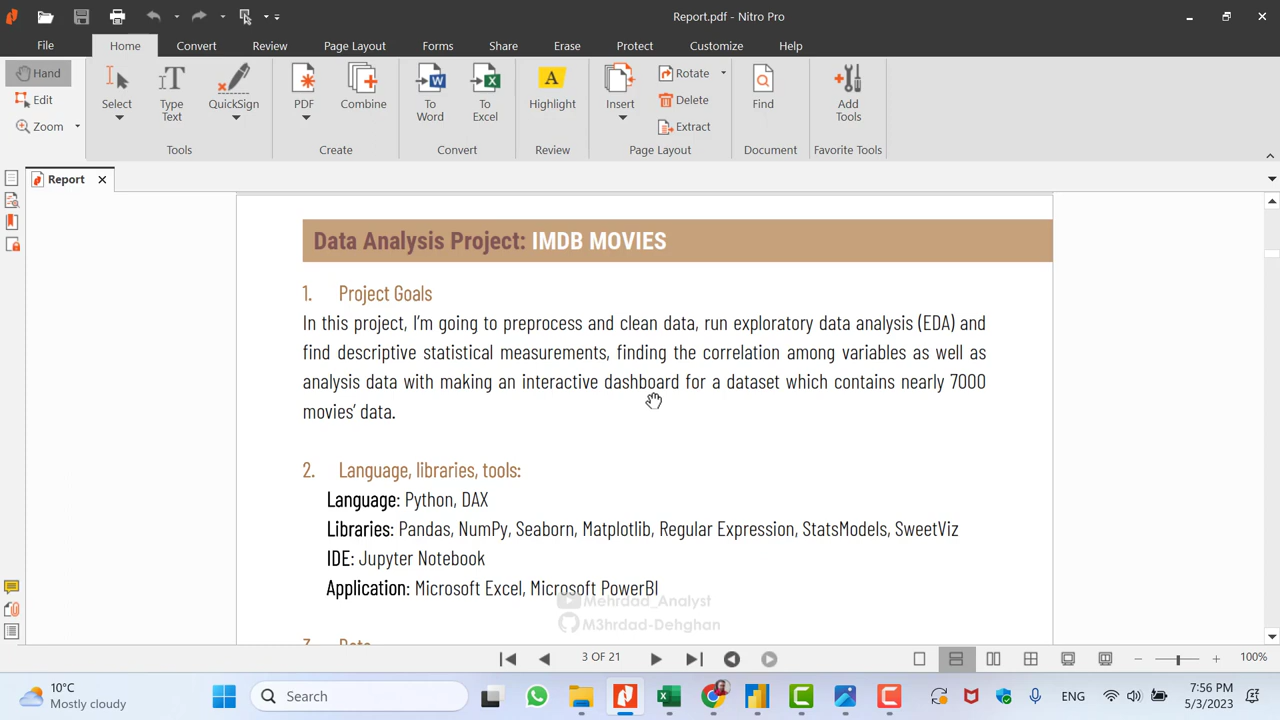 Report.pdf - Nitro Pro
File Home Convert Review Page Layout Forms Share Erase Protect Customize Help
Hand
Edit
Zoom
Select
Type Text
QuickSign
Tools
PDF
Combine
Create
To Word
To Excel
Convert
Highlight
Review
Insert
Rotate
Delete
Extract
Page Layout
Find
Document
Add Tools
Favorite Tools
Report
Data Analysis Project: IMDB MOVIES
1. Project Goals
In this project, I'm going to preprocess and clean data, run exploratory data analysis (EDA) and
find descriptive statistical measurements, finding the correlation among variables as well as
analysis data with making an interactive dashboard for a dataset which contains nearly 7000
movies' data.
2. Language, libraries, tools:
Language: Python, DAX
Libraries: Pandas, NumPy, Seaborn, Matplotlib, Regular Expression, StatsModels, SweetViz
IDE: Jupyter Notebook
Application: Microsoft Excel, Microsoft PowerBI
Mehrdad_Analyst
M3hrdad-Dehghan
3. Data
3 OF 21
100%
10°C
Mostly cloudy
Search
ENG
7:56 PM
5/3/2023